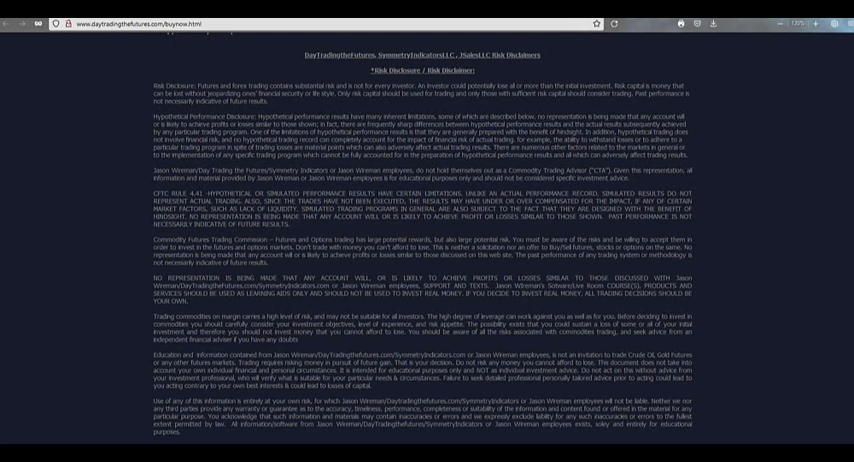 www.daytradingthefutures.com/buynow.html
120%
DayTradingtheFutures, SymmetryIndicatorsLLC, JSalesLLC Risk Disclaimers
*Risk Disclosure / Risk Disclaimer:
Risk Disclosure: Futures and forex trading contains substantial risk and is not for every investor. An investor could potentially lose all or more than the initial investment. Risk capital is money that
can be lost without jeopardizing ones' financial security or life style. Only risk capital should be used for trading and only those with sufficient risk capital should consider trading. Past performance is
not necessarily indicative of future results.
Hypothetical Performance Disclosure: Hypothetical performance results have many inherent limitations, some of which are described below. no representation is being made that any account will
or is likely to achieve profits or losses similar to those shown; in fact, there are frequently sharp differences between hypothetical performance results and the actual results subsequently achieved
by any particular trading program. One of the limitations of hypothetical performance results is that they are generally prepared with the benefit of hindsight. In addition, hypothetical trading does
not involve financial risk, and no hypothetical trading record can completely account for the impact of financial risk of actual trading. for example, the ability to withstand losses or to adhere to a
particular trading program in spite of trading losses are material points which can also adversely affect actual trading results. There are numerous other factors related to the markets in general or
to the implementation of any specific trading program which cannot be fully accounted for in the preparation of hypothetical performance results and all which can adversely affect trading results.
Jason Wireman/Day Trading the Futures/Symmetry Indicators or Jason Wireman employees, do not hold themselves out as a Commodity Trading Advisor ("CTA"). Given this representation, all
information and material provided by Jason Wireman or Jason Wireman employees is for educational purposes only and should not be considered specific investment advice.
CFTC RULE 4.41 -HYPOTHETICAL OR SIMULATED PERFORMANCE RESULTS HAVE CERTAIN LIMITATIONS. UNLIKE AN ACTUAL PERFORMANCE RECORD, SIMULATED RESULTS DO NOT
REPRESENT ACTUAL TRADING. ALSO, SINCE THE TRADES HAVE NOT BEEN EXECUTED, THE RESULTS MAY HAVE UNDER OR OVER COMPENSATED FOR THE IMPACT, IF ANY OF CERTAIN
MARKET FACTORS, SUCH AS LACK OF LIQUIDITY. SIMULATED TRADING PROGRAMS IN GENERAL ARE ALSO SUBJECT TO THE FACT THAT THEY ARE DESIGNED WITH THE BENEFIT OF
HINDSIGHT. NO REPRESENTATION IS BEING MADE THAT ANY ACCOUNT WILL OR IS LIKELY TO ACHIEVE PROFIT OR LOSSES SIMILAR TO THOSE SHOWN. PAST PERFORMANCE IS NOT
NECESSARILY INDICATIVE OF FUTURE RESULTS.
Commodity Futures Trading Commission – Futures and Options trading has large potential rewards, but also large potential risk. You must be aware of the risks and be willing to accept them in
order to invest in the futures and options markets. Don't trade with money you can't afford to lose. This is neither a solicitation nor an offer to Buy/Sell futures, stocks or options on the same. No
representation is being made that any account will or is likely to achieve profits or losses similar to those discussed on this web site. The past performance of any trading system or methodology is
not necessarily indicative of future results.
NO REPRESENTATION IS BEING MADE THAT ANY ACCOUNT WILL, OR IS LIKELY TO ACHIEVE PROFITS OR LOSSES SIMILAR TO THOSE DISCUSSED WITH Jason
Wireman/DayTradingthefutures.com/SymmetryIndicators.com or Jason Wireman employees, SUPPORT AND TEXTS. Jason Wireman's Sotware/Live Room COURSE(S). PRODUCTS AND
SERVICES SHOULD BE USED AS LEARNING AIDS ONLY AND SHOULD NOT BE USED TO INVEST REAL MONEY. IF YOU DECIDE TO INVEST REAL MONEY, ALL TRADING DECISIONS SHOULD BE
YOUR OWN.
Trading commodities on margin carries a high level of risk, and may not be suitable for all investors. The high degree of leverage can work against you as well as for you. Before deciding to invest in
commodities you should carefully consider your investment objectives, level of experience, and risk appetite. The possibility exists that you could sustain a loss of some or all of your initial
investment and therefore you should not invest money that you cannot afford to lose. You should be aware of all the risks associated with commodities trading, and seek advice from an
independent financial adviser if you have any doubts
Education and information contained from Jason Wireman/DayTradingthefutures.com/SymmetryIndicators.com or Jason Wireman employees, is not an invitation to trade Crude Oil, Gold Futures
or any other futures markets. Trading requires risking money in pursuit of future gain. That is your decision. Do not risk any money you cannot afford to lose. This document does not take into
account your own individual financial and personal circumstances. It is intended for educational purposes only and NOT as individual investment advice. Do not act on this without advice from
your investment professional, who will verify what is suitable for your particular needs & circumstances. Failure to seek detailed professional personally tailored advice prior to acting could lead to
you acting contrary to your own best interests & could lead to losses of capital.
Use of any of this information is entirely at your own risk, for which Jason Wireman/Daytradingthefutures.com/SymmetryIndicators or Jason Wireman employees will not be liable. Neither we nor
any third parties provide any warranty or guarantee as to the accuracy, timeliness, performance, completeness or suitability of the information and content found or offered in the material for any
particular purpose. You acknowledge that such information and materials may contain inaccuracies or errors and we expressly exclude liability for any such inaccuracies or errors to the fullest
extent permitted by law. All information/software from Jason Wireman/DayTradingthefutures/SymmetryIndicators or Jason Wireman employees exists, soley and entirely for educational
purposes.